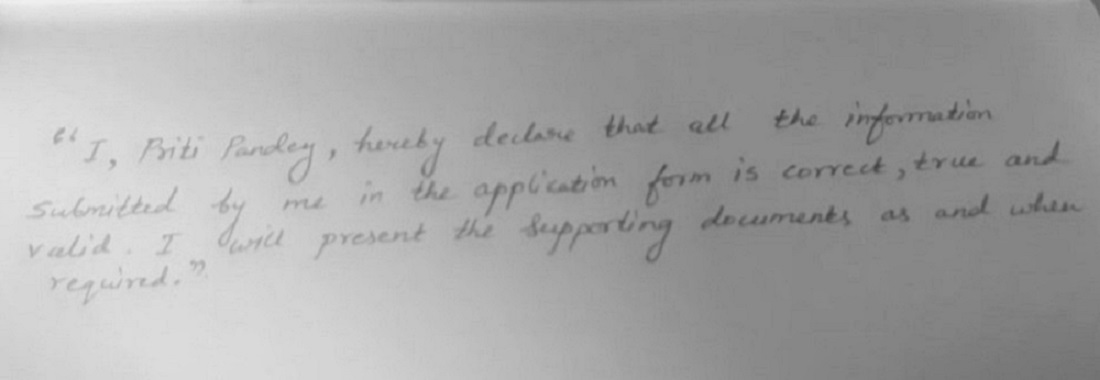 “I, Priti Pandey, hereby declare that all the information
submitted by me in the application form is correct, true and
valid. I will present the supporting documents as and when
required.”